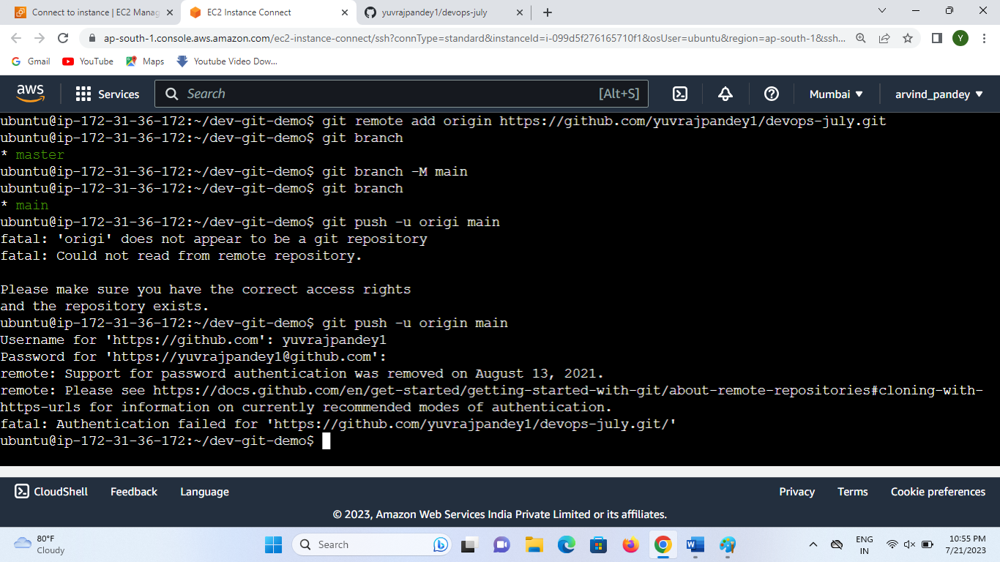 Connect to instance | EC2 Manag
EC2 Instance Connect
yuvrajpandey1/devops-july
ap-south-1.console.aws.amazon.com/ec2-instance-connect/ssh?connType=standard&instanceId=i-099d5f276165710f1&osUser=ubuntu&region=ap-south-1&ssh...
Y
Gmail
YouTube
Maps
Youtube Video Dow...
aws
Services
Search
[Alt+S]
Mumbai
arvind_pandey
ubuntu@ip-172-31-36-172:~/dev-git-demo$ git remote add origin https://github.com/yuvrajpandey1/devops-july.git
ubuntu@ip-172-31-36-172:~/dev-git-demo$ git branch
* master
ubuntu@ip-172-31-36-172:~/dev-git-demo$ git branch -M main
ubuntu@ip-172-31-36-172:~/dev-git-demo$ git branch
* main
ubuntu@ip-172-31-36-172:~/dev-git-demo$ git push -u origi main
fatal: 'origi' does not appear to be a git repository
fatal: Could not read from remote repository.
Please make sure you have the correct access rights
and the repository exists.
ubuntu@ip-172-31-36-172:~/dev-git-demo$ git push -u origin main
Username for 'https://github.com': yuvrajpandey1
Password for 'https://yuvrajpandey1@github.com':
remote: Support for password authentication was removed on August 13, 2021.
remote: Please see https://docs.github.com/en/get-started/getting-started-with-git/about-remote-repositories#cloning-with-
https-urls for information on currently recommended modes of authentication.
fatal: Authentication failed for 'https://github.com/yuvrajpandey1/devops-july.git/'
ubuntu@ip-172-31-36-172:~/dev-git-demo$
CloudShell
Feedback
Language
Privacy
Terms
Cookie preferences
© 2023, Amazon Web Services India Private Limited or its affiliates.
80°F
Cloudy
Search
ENG
IN
10:55 PM
7/21/2023